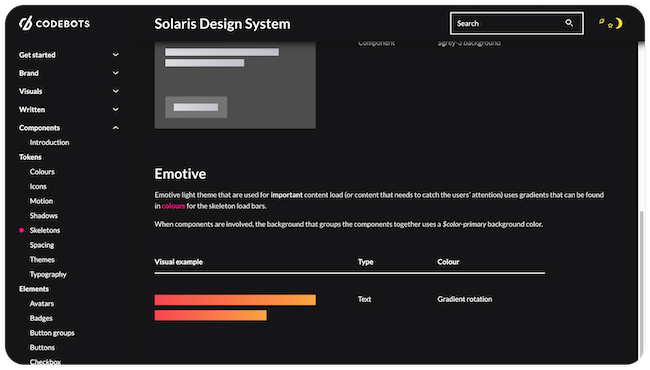 CODEBOTS
Solaris Design System
Search
Get started
Brand
Visuals
Written
Components
Introduction
Tokens
Colours
Icons
Motion
Shadows
Skeletons
Spacing
Themes
Typography
Elements
Avatars
Badges
Button groups
Buttons
Checkbox
Component $grey-3 background
Emotive
Emotive light theme that are used for important content load (or content that needs to catch the users' attention) uses gradients that can be found
in colours for the skeleton load bars.
When components are involved, the background that groups the components together uses a $color-primary background color.
Visual example Type Colour
Text Gradient rotation